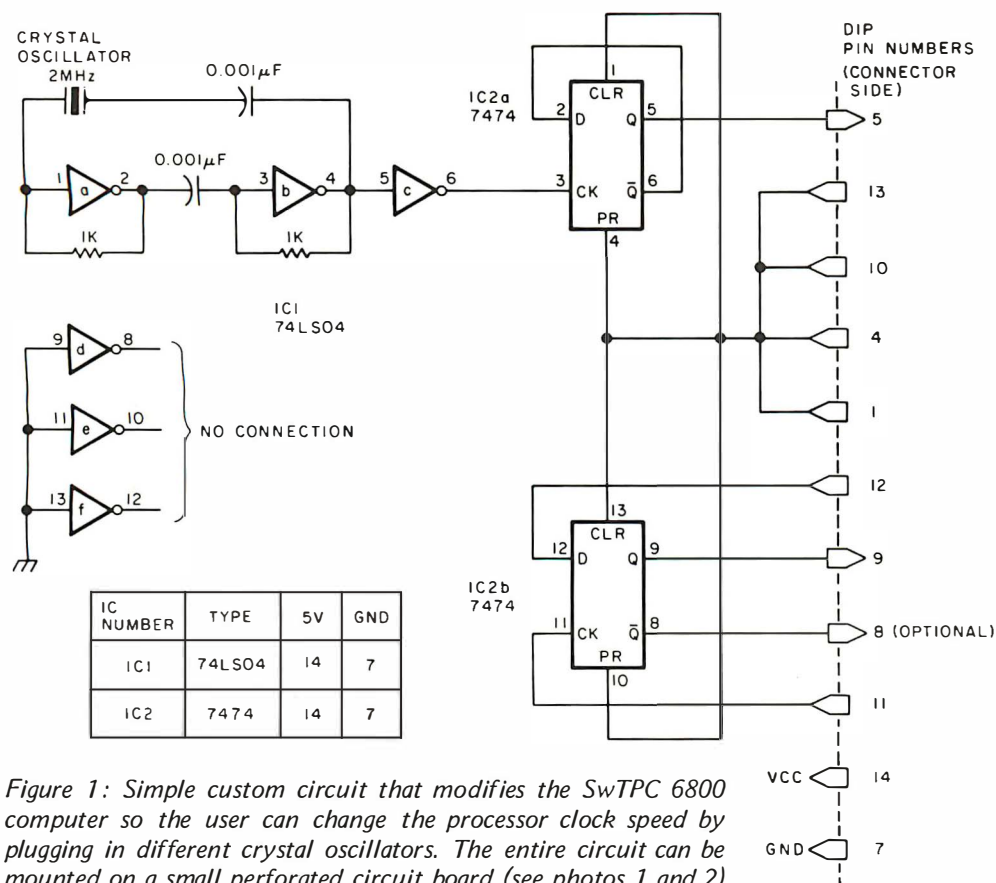 CRYSTAL
OSCILLATOR
2MHz
0.001µF
0.001µF
1 a 2
3 b 4
5 c 6
1K
1K
IC1
74LS04
9 d 8
11 e 10
13 f 12
NO CONNECTION
IC2a
7474
1
CLR
2 D Q 5
3 CK Q̅ 6
PR
4
IC2b
7474
13
CLR
12 D Q 9
11 CK Q̅ 8
PR
10
DIP
PIN NUMBERS
(CONNECTOR
SIDE)
5
13
10
4
1
12
9
8 (OPTIONAL)
11
VCC 14
GND 7
IC NUMBER TYPE 5V GND
IC1 74LS04 14 7
IC2 7474 14 7
Figure 1: Simple custom circuit that modifies the SwTPC 6800
computer so the user can change the processor clock speed by
plugging in different crystal oscillators. The entire circuit can be
mounted on a small perforated circuit board (see photos 1 and 2)